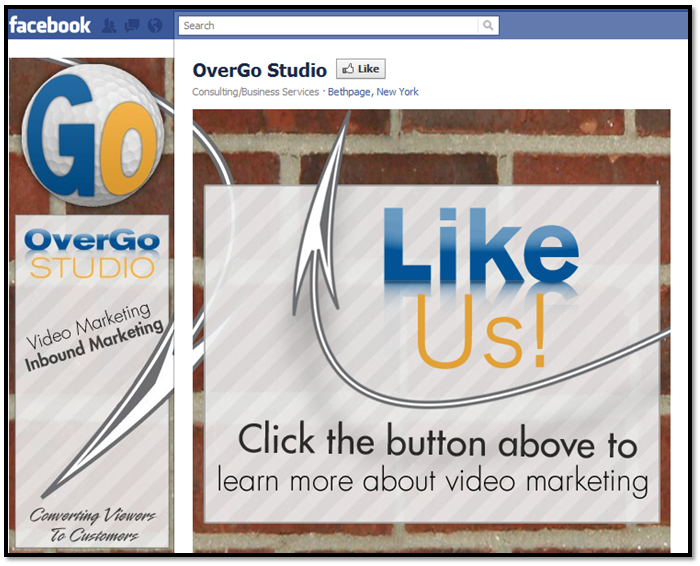 facebook
Search
Go
OverGo
STUDIO
Video Marketing
Inbound Marketing
Converting Viewers
To Customers
OverGo Studio Like
Consulting/Business Services · Bethpage, New York
Like
Us!
Click the button above to
learn more about video marketing